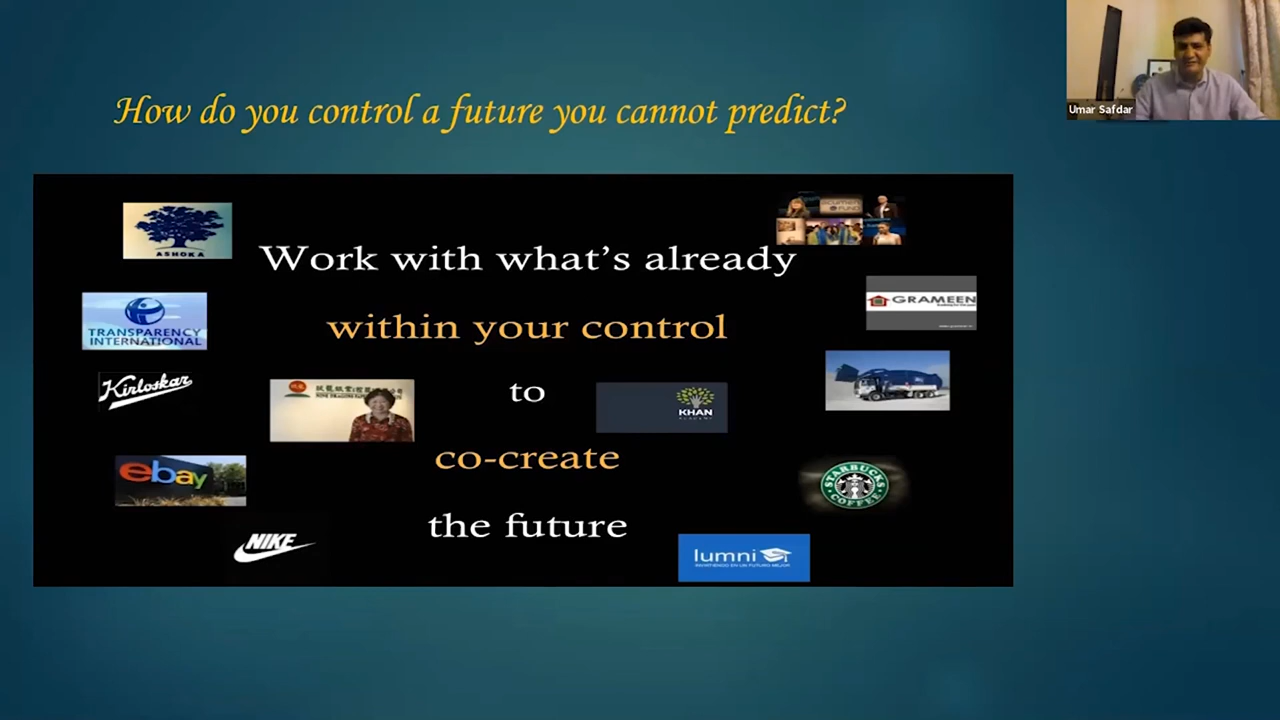 Umar Safdar
How do you control a future you cannot predict?
ASHOKA
Work with what's already
GRAMEEN
TRANSPARENCY
INTERNATIONAL
within your control
Kirloskar
to
KHAN
co-create
ebay
STARBUCKS
COFFEE
the future
NIKE
lumni